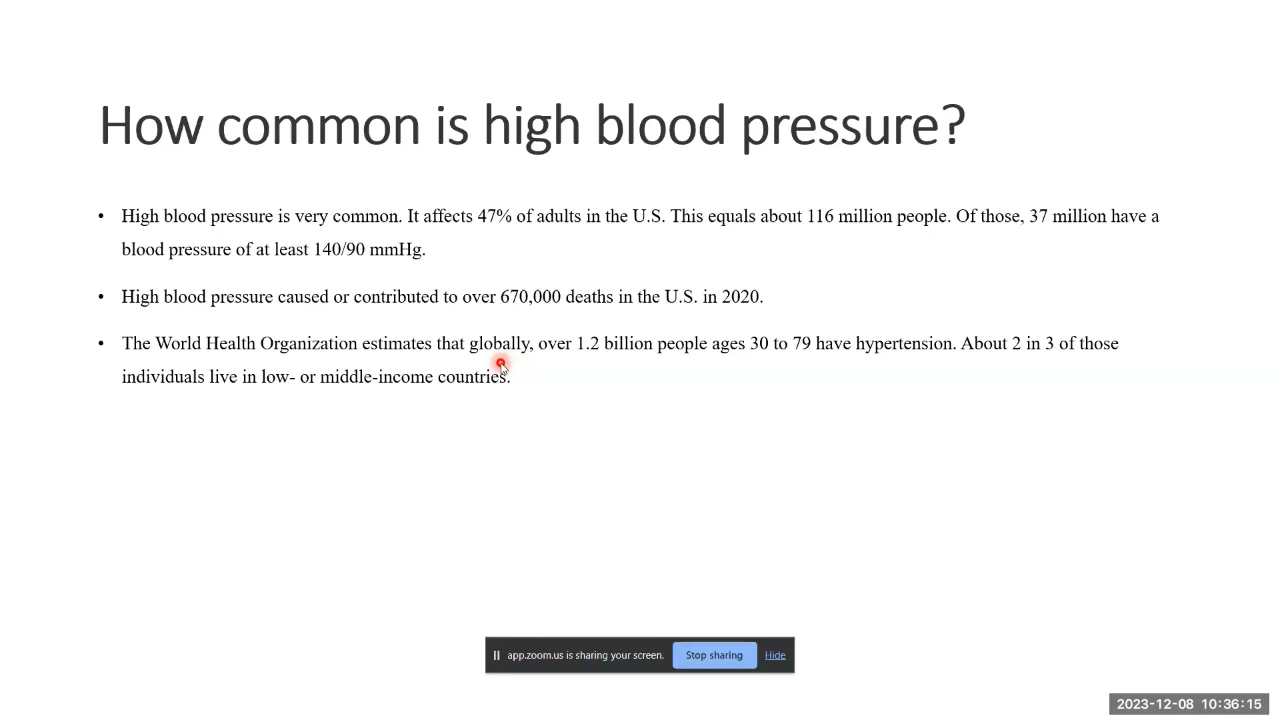 How common is high blood pressure?
• High blood pressure is very common. It affects 47% of adults in the U.S. This equals about 116 million people. Of those, 37 million have a
blood pressure of at least 140/90 mmHg.
• High blood pressure caused or contributed to over 670,000 deaths in the U.S. in 2020.
• The World Health Organization estimates that globally, over 1.2 billion people ages 30 to 79 have hypertension. About 2 in 3 of those
individuals live in low- or middle-income countries.
app.zoom.us is sharing your screen. Stop sharing Hide
2023-12-08 10:36:15